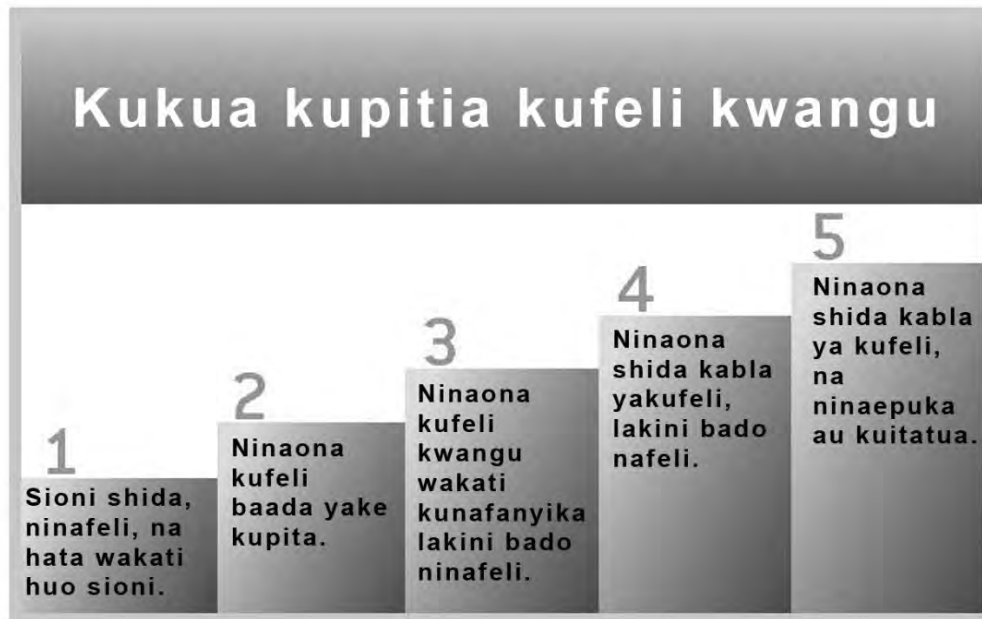 Kukua kupitia kufeli kwangu
1
Sioni shida,
ninafeli, na
hata wakati
huo sioni.
2
Ninaona
kufeli
baada yake
kupita.
3
Ninaona
kufeli
kwangu
wakati
kunafanyika
lakini bado
ninafeli.
4
Ninaona
shida kabla
yakufeli,
lakini bado
nafeli.
5
Ninaona
shida kabla
ya kufeli,
na
ninaepuka
au kuitatua.